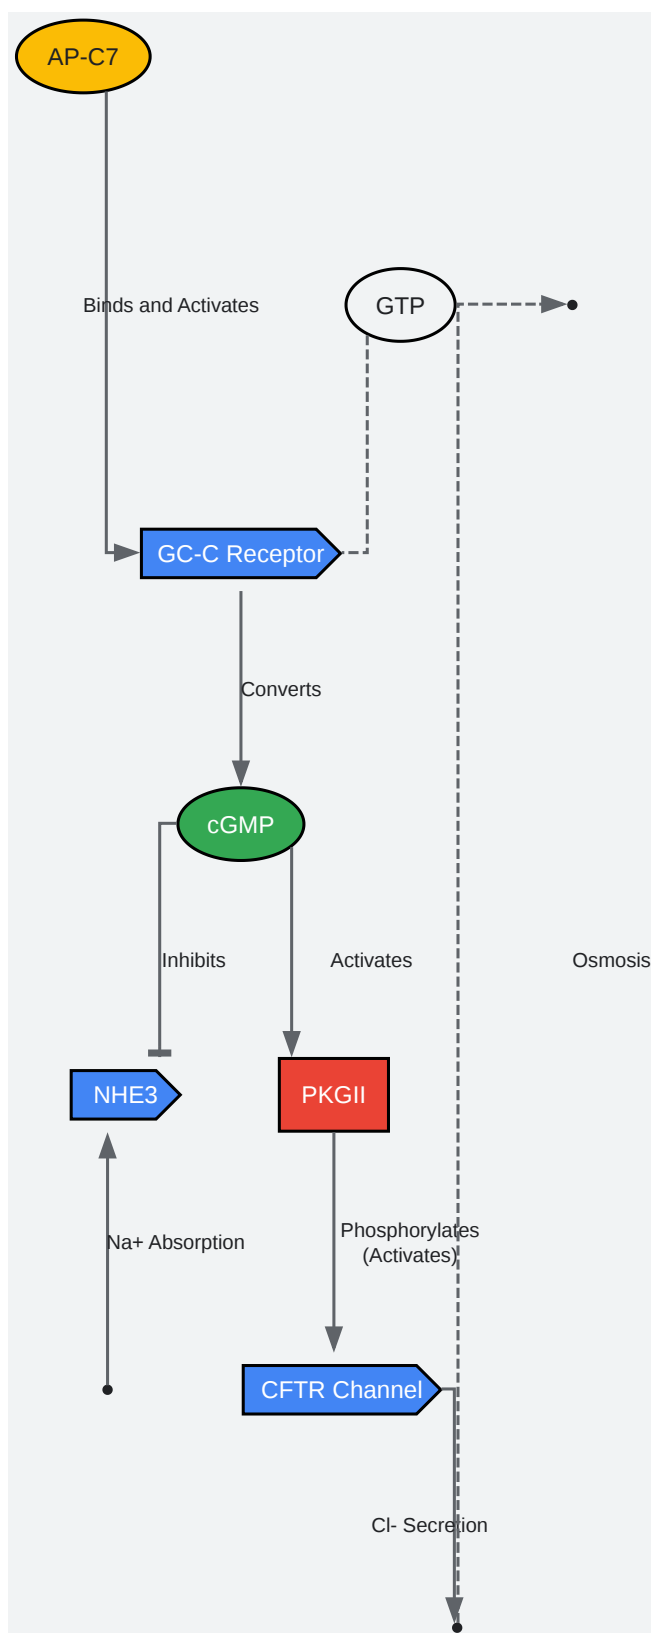 AP-C7
Binds and Activates
GTP
GC-C Receptor
Converts
cGMP
Inhibits
Activates
Osmosis
NHE3
PKGII
Na+ Absorption
Phosphorylates
(Activates)
CFTR Channel
Cl- Secretion